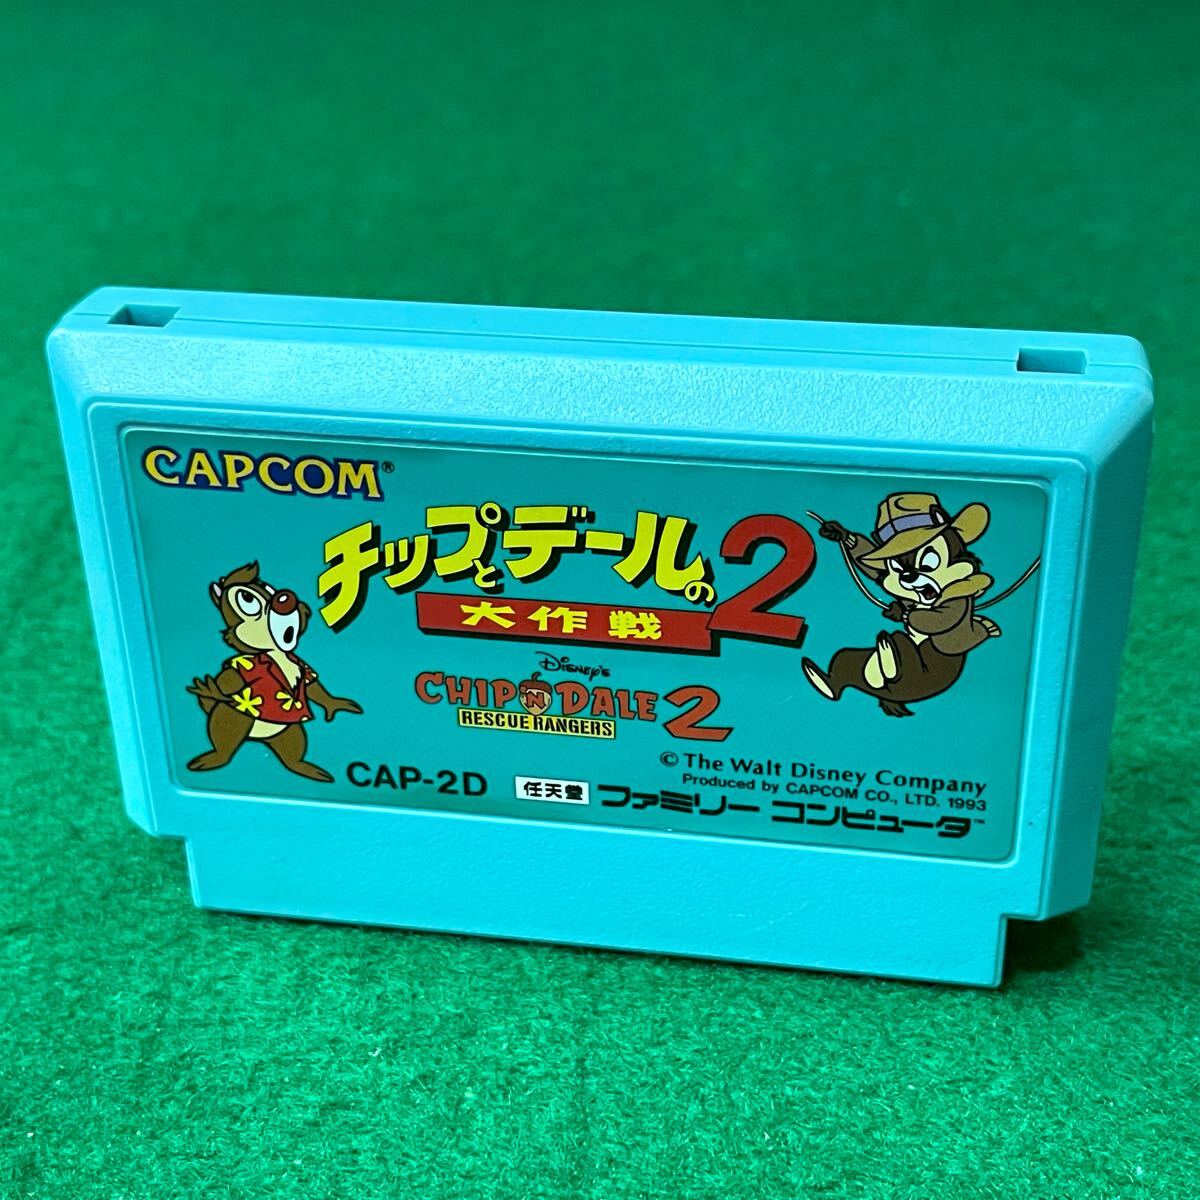 CAPCOM®
チップとデールの
大作戦2
DISNEY'S
CHIP 'N DALE 2
RESCUE RANGERS
© The Walt Disney Company
Produced by CAPCOM CO., LTD. 1993
CAP-2D 任天堂 ファミリー コンピュータ™